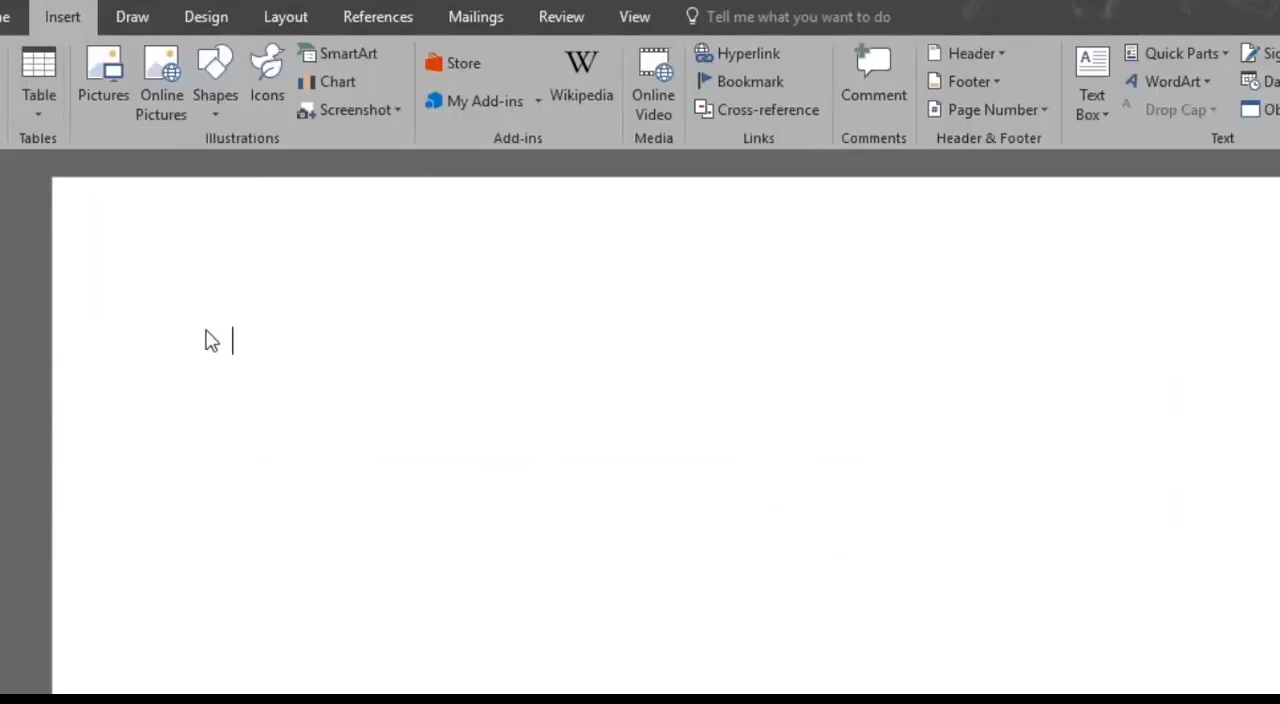 Insert Draw Design Layout References Mailings Review View Tell me what you want to do
Table
Tables
Pictures
Online
Pictures
Shapes
Icons
SmartArt
Chart
Screenshot
Illustrations
Store
My Add-ins
W
Wikipedia
Add-ins
Online
Video
Media
Hyperlink
Bookmark
Cross-reference
Links
Comment
Comments
Header
Footer
Page Number
Header & Footer
A
Text
Box
Quick Parts
A WordArt
A Drop Cap
Text